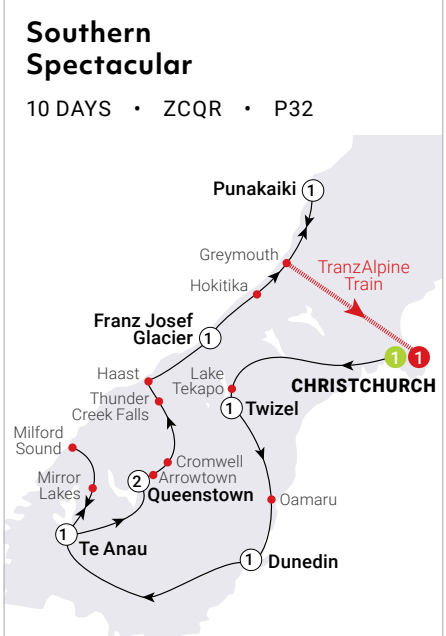 Southern
Spectacular
10 DAYS • ZCQR • P32
Punakaiki 1
Greymouth
TranzAlpine
Train
Hokitika
Franz Josef
Glacier 1
1 1
CHRISTCHURCH
Haast
Lake
Tekapo
Thunder
Creek Falls
1 Twizel
Milford
Sound
Cromwell
Arrowtown
Mirror
Lakes
2 Queenstown
Oamaru
1 Te Anau
1 Dunedin